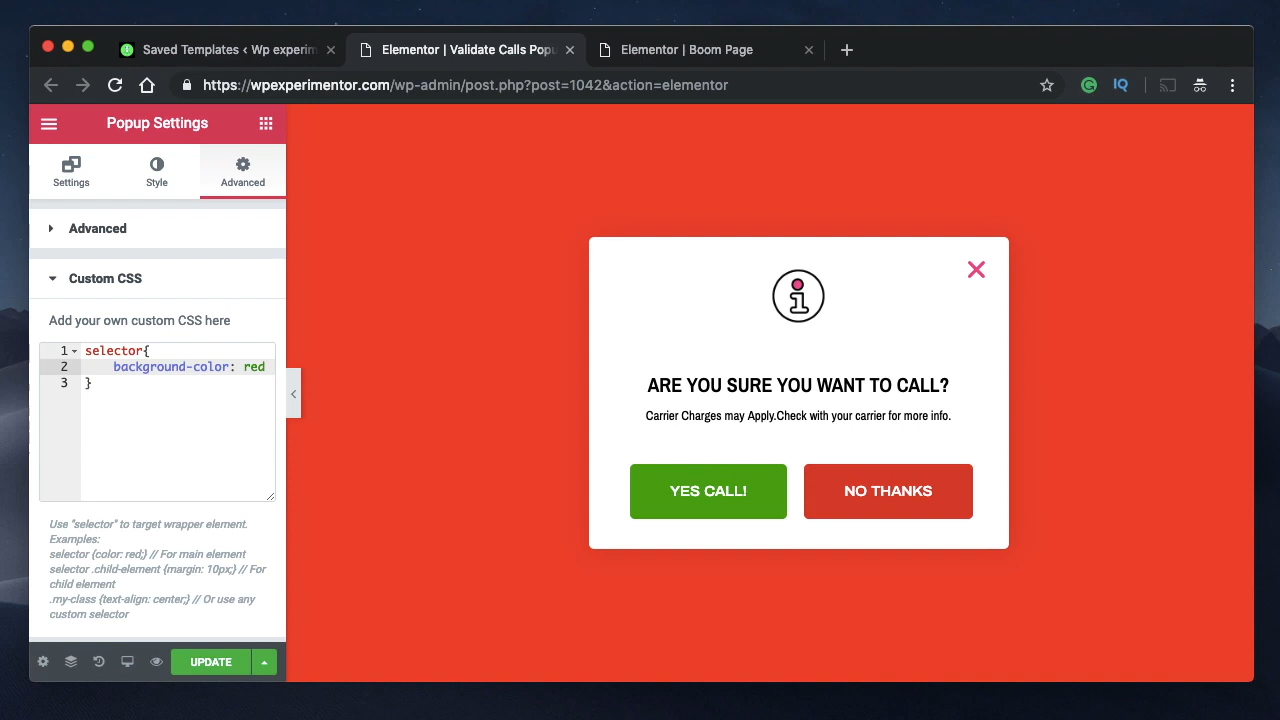 Saved Templates ‹ Wp experim
Elementor | Validate Calls Popu
Elementor | Boom Page
https://wpexperimentor.com/wp-admin/post.php?post=1042&action=elementor
IQ
Popup Settings
Settings
Style
Advanced
Advanced
Custom CSS
Add your own custom CSS here
1 selector{
2 background-color: red
3 }
Use "selector" to target wrapper element.
Examples:
selector {color: red;} // For main element
selector .child-element {margin: 10px;} // For
child element
.my-class {text-align: center;} // Or use any
custom selector
UPDATE
ARE YOU SURE YOU WANT TO CALL?
Carrier Charges may Apply.Check with your carrier for more info.
YES CALL!
NO THANKS